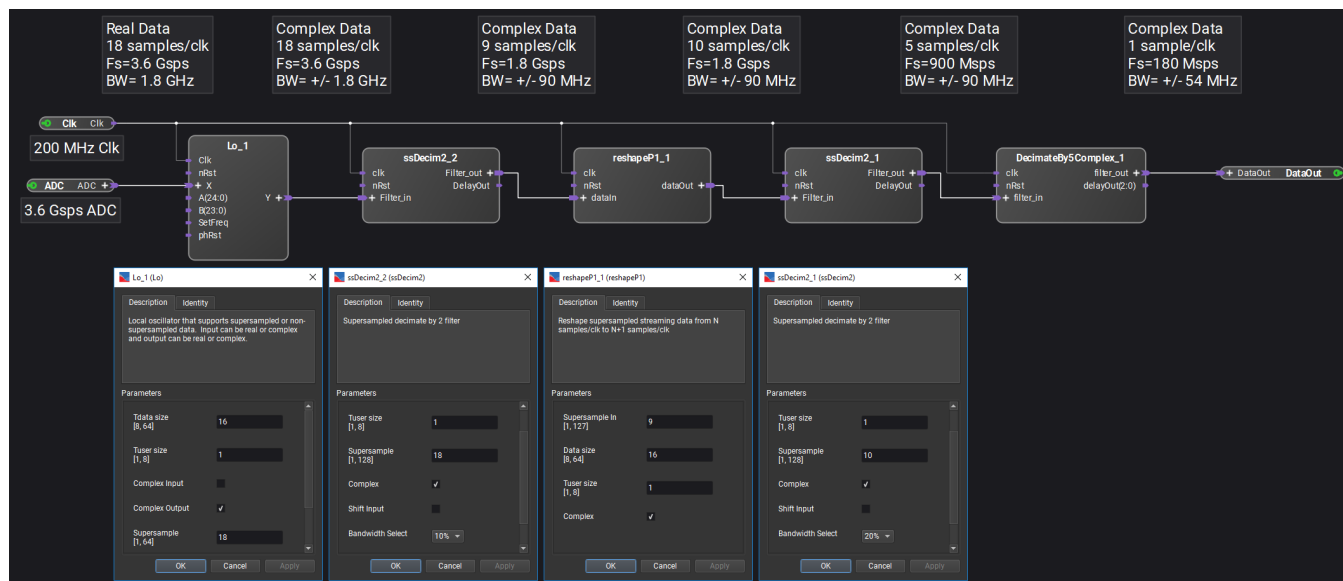 Real Data
18 samples/clk
Fs=3.6 Gsps
BW= 1.8 GHz
Complex Data
18 samples/clk
Fs=3.6 Gsps
BW= +/- 1.8 GHz
Complex Data
9 samples/clk
Fs=1.8 Gsps
BW= +/- 90 MHz
Complex Data
10 samples/clk
Fs=1.8 Gsps
BW= +/- 90 MHz
Complex Data
5 samples/clk
Fs=900 Msps
BW= +/- 90 MHz
Complex Data
1 sample/clk
Fs=180 Msps
BW= +/- 54 MHz
Clk Clk
200 MHz Clk
ADC ADC +
3.6 Gsps ADC
Lo_1
Clk
nRst
+ X
A(24:0)
B(23:0)
SetFreq
phRst
Y +
ssDecim2_2
clk
nRst
+ Filter_in
Filter_out +
DelayOut
reshapeP1_1
clk
nRst
+ dataIn
dataOut +
ssDecim2_1
clk
nRst
+ Filter_in
Filter_out +
DelayOut
DecimateBy5Complex_1
clk
nRst
+ filter_in
filter_out +
delayOut(2:0)
+ DataOut DataOut
Lo_1 (Lo)
Description Identity
Local oscillator that supports supersampled or non-
supersampled data. Input can be real or complex
and output can be real or complex.
Parameters
Tdata size
[8, 64]
16
Tuser size
[1, 8]
1
Complex Input
Complex Output
Supersample
[1, 64]
18
OK Cancel Apply
ssDecim2_2 (ssDecim2)
Description Identity
Supersampled decimate by 2 filter
Parameters
Tuser size
[1, 8]
1
Supersample
[1, 128]
18
Complex
Shift Input
Bandwidth Select 10%
OK Cancel Apply
reshapeP1_1 (reshapeP1)
Description Identity
Reshape supersampled streaming data from N
samples/clk to N+1 samples/clk
Parameters
Supersample In
[1, 127]
9
Data size
[8, 64]
16
Tuser size
[1, 8]
1
Complex
OK Cancel Apply
ssDecim2_1 (ssDecim2)
Description Identity
Supersampled decimate by 2 filter
Parameters
Tuser size
[1, 8]
1
Supersample
[1, 128]
10
Complex
Shift Input
Bandwidth Select 20%
OK Cancel Apply